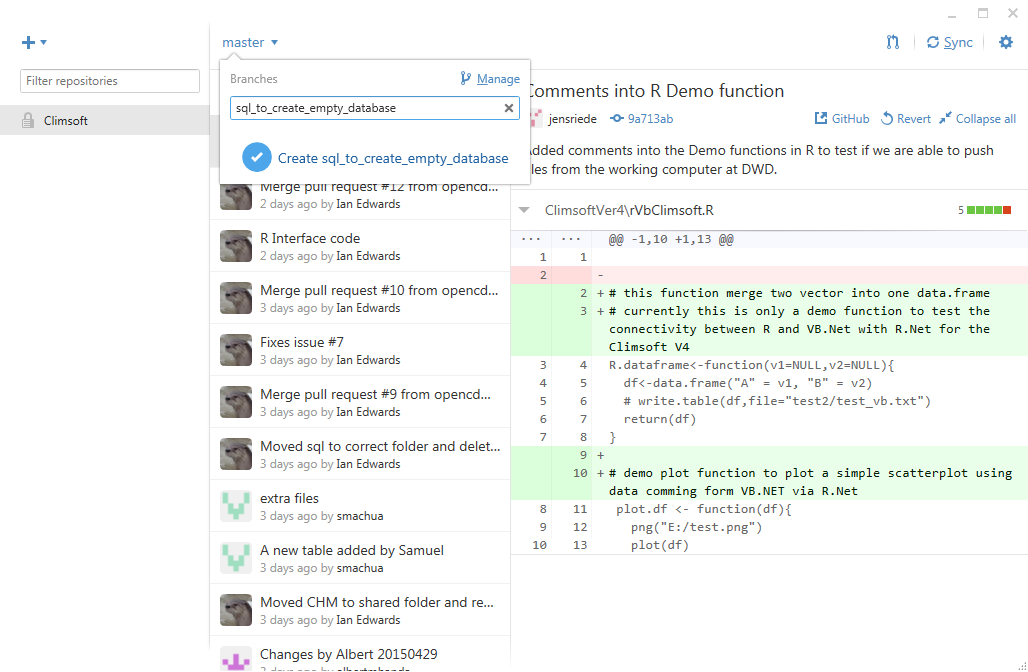 master
Sync
Branches
Manage
Filter repositories
sql_to_create_empty_database
Climsoft
Create sql_to_create_empty_database
Merge pull request #12 from opencd...
2 days ago by Ian Edwards
R Interface code
2 days ago by Ian Edwards
Merge pull request #10 from opencd...
3 days ago by Ian Edwards
Fixes issue #7
3 days ago by Ian Edwards
Merge pull request #9 from opencd...
3 days ago by Ian Edwards
Moved sql to correct folder and delet...
3 days ago by Ian Edwards
extra files
3 days ago by smachua
A new table added by Samuel
3 days ago by smachua
Moved CHM to shared folder and re...
3 days ago by Ian Edwards
Changes by Albert 20150429
3 days ago by
Comments into R Demo function
jensriede 9a713ab GitHub Revert Collapse all
Added comments into the Demo functions in R to test if we are able to push
les from the working computer at DWD.
ClimsoftVer4\rVbClimsoft.R 5
... ... @@ -1,10 +1,13 @@
1 1
2 -
2 + # this function merge two vector into one data.frame
3 + # currently this is only a demo function to test the
connectivity between R and VB.Net with R.Net for the
Climsoft V4
3 4 R.dataframe<-function(v1=NULL,v2=NULL){
4 5 df<-data.frame("A" = v1, "B" = v2)
5 6 # write.table(df,file="test2/test_vb.txt")
6 7 return(df)
7 8 }
9 +
10 + # demo plot function to plot a simple scatterplot using
data comming form VB.NET via R.Net
8 11 plot.df <- function(df){
9 12 png("E:/test.png")
10 13 plot(df)